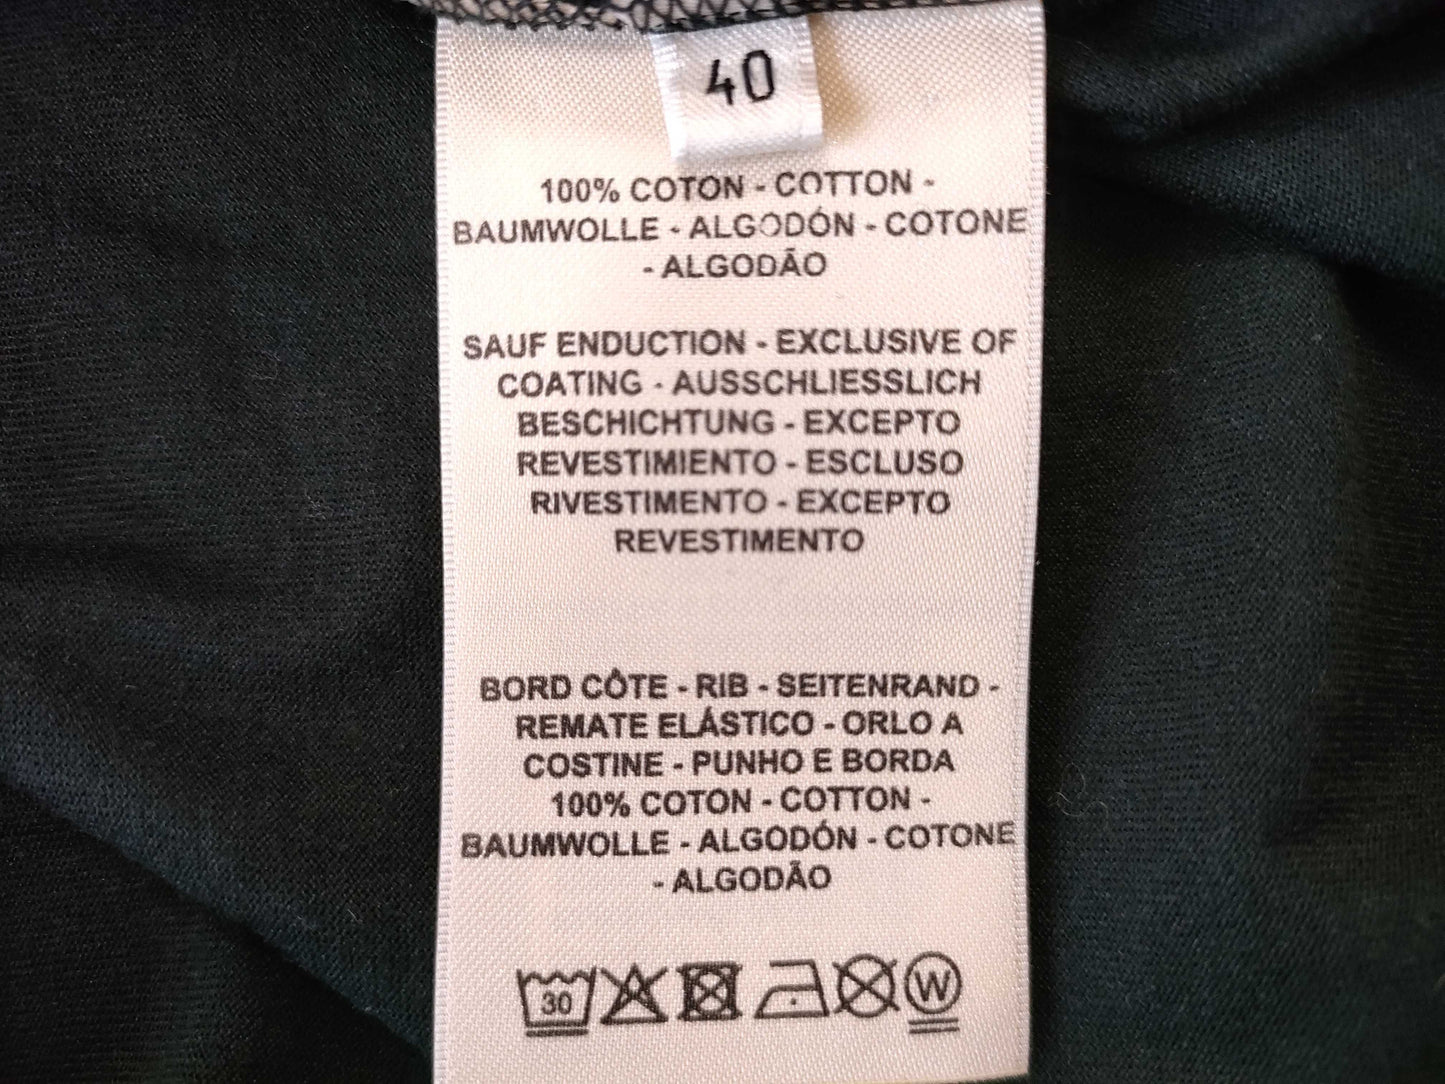 40
100% COTON - COTTON -
BAUMWOLLE - ALGODÓN - COTONE
- ALGODÃO
SAUF ENDUCTION - EXCLUSIVE OF
COATING - AUSSCHLIESSLICH
BESCHICHTUNG - EXCEPTO
REVESTIMIENTO - ESCLUSO
RIVESTIMENTO - EXCEPTO
REVESTIMENTO
BORD CÔTE - RIB - SEITENRAND -
REMATE ELÁSTICO - ORLO A
COSTINE - PUNHO E BORDA
100% COTON - COTTON -
BAUMWOLLE - ALGODÓN - COTONE
- ALGODÃO
30 W